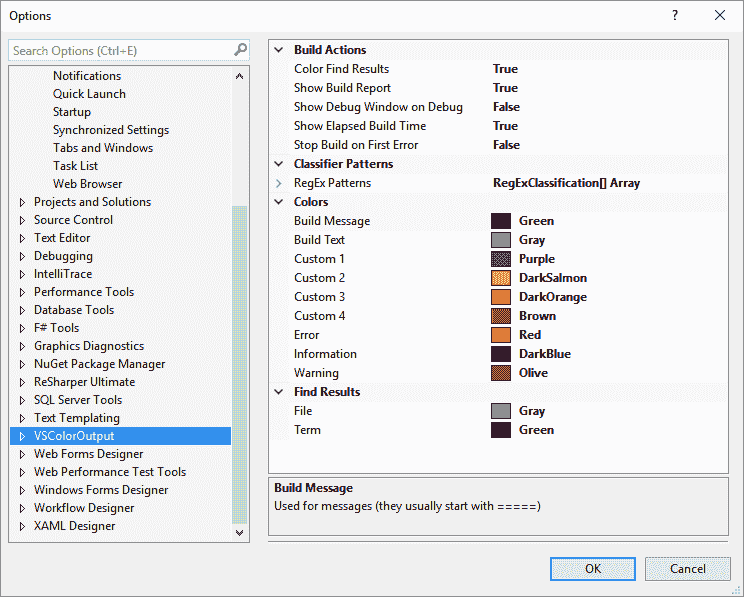 Options
?
Search Options (Ctrl+E)
Notifications
Quick Launch
Startup
Synchronized Settings
Tabs and Windows
Task List
Web Browser
Projects and Solutions
Source Control
Text Editor
Debugging
IntelliTrace
Performance Tools
Database Tools
F# Tools
Graphics Diagnostics
NuGet Package Manager
ReSharper Ultimate
SQL Server Tools
Text Templating
VSColorOutput
Web Forms Designer
Web Performance Test Tools
Windows Forms Designer
Workflow Designer
XAML Designer
Build Actions
Color Find Results True
Show Build Report True
Show Debug Window on Debug False
Show Elapsed Build Time True
Stop Build on First Error False
Classifier Patterns
RegEx Patterns RegExClassification[] Array
Colors
Build Message Green
Build Text Gray
Custom 1 Purple
Custom 2 DarkSalmon
Custom 3 DarkOrange
Custom 4 Brown
Error Red
Information DarkBlue
Warning Olive
Find Results
File Gray
Term Green
Build Message
Used for messages (they usually start with =====)
OK Cancel